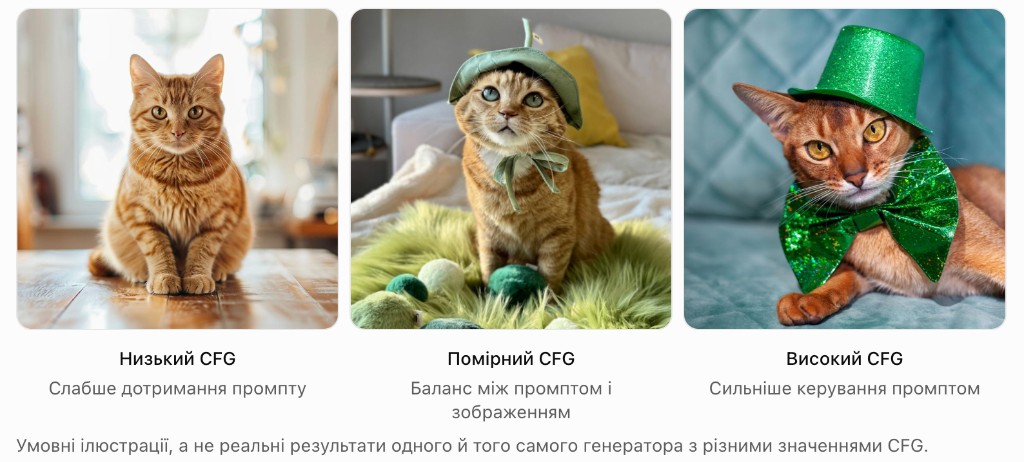 Низький CFG
Слабше дотримання промпту
Помірний CFG
Баланс між промптом і
зображенням
Високий CFG
Сильніше керування промптом
Умовні ілюстрації, а не реальні результати одного й того самого генератора з різними значеннями CFG.